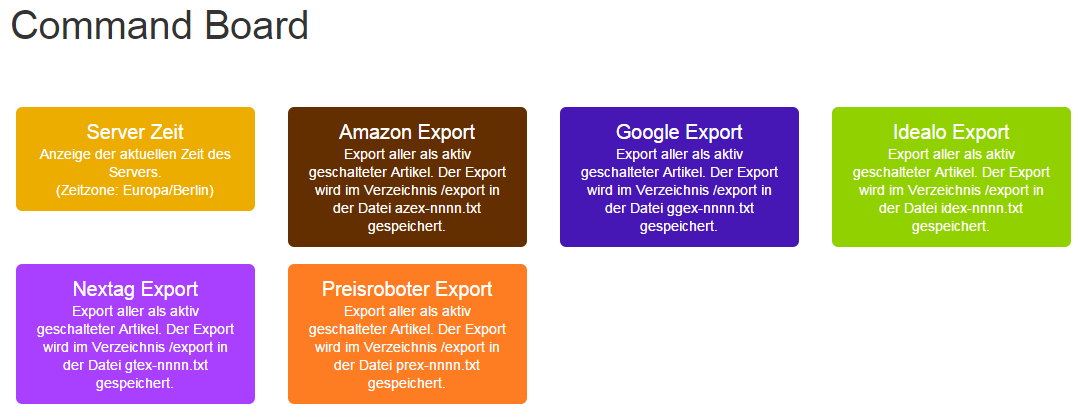 Command Board
Server Zeit
Anzeige der aktuellen Zeit des
Servers.
(Zeitzone: Europa/Berlin)
Amazon Export
Export aller als aktiv
geschalteter Artikel. Der Export
wird im Verzeichnis /export in
der Datei azex-nnnn.txt
gespeichert.
Google Export
Export aller als aktiv
geschalteter Artikel. Der Export
wird im Verzeichnis /export in
der Datei ggex-nnnn.txt
gespeichert.
Idealo Export
Export aller als aktiv
geschalteter Artikel. Der Export
wird im Verzeichnis /export in
der Datei idex-nnnn.txt
gespeichert.
Nextag Export
Export aller als aktiv
geschalteter Artikel. Der Export
wird im Verzeichnis /export in
der Datei gtex-nnnn.txt
gespeichert.
Preisroboter Export
Export aller als aktiv
geschalteter Artikel. Der Export
wird im Verzeichnis /export in
der Datei prex-nnnn.txt
gespeichert.